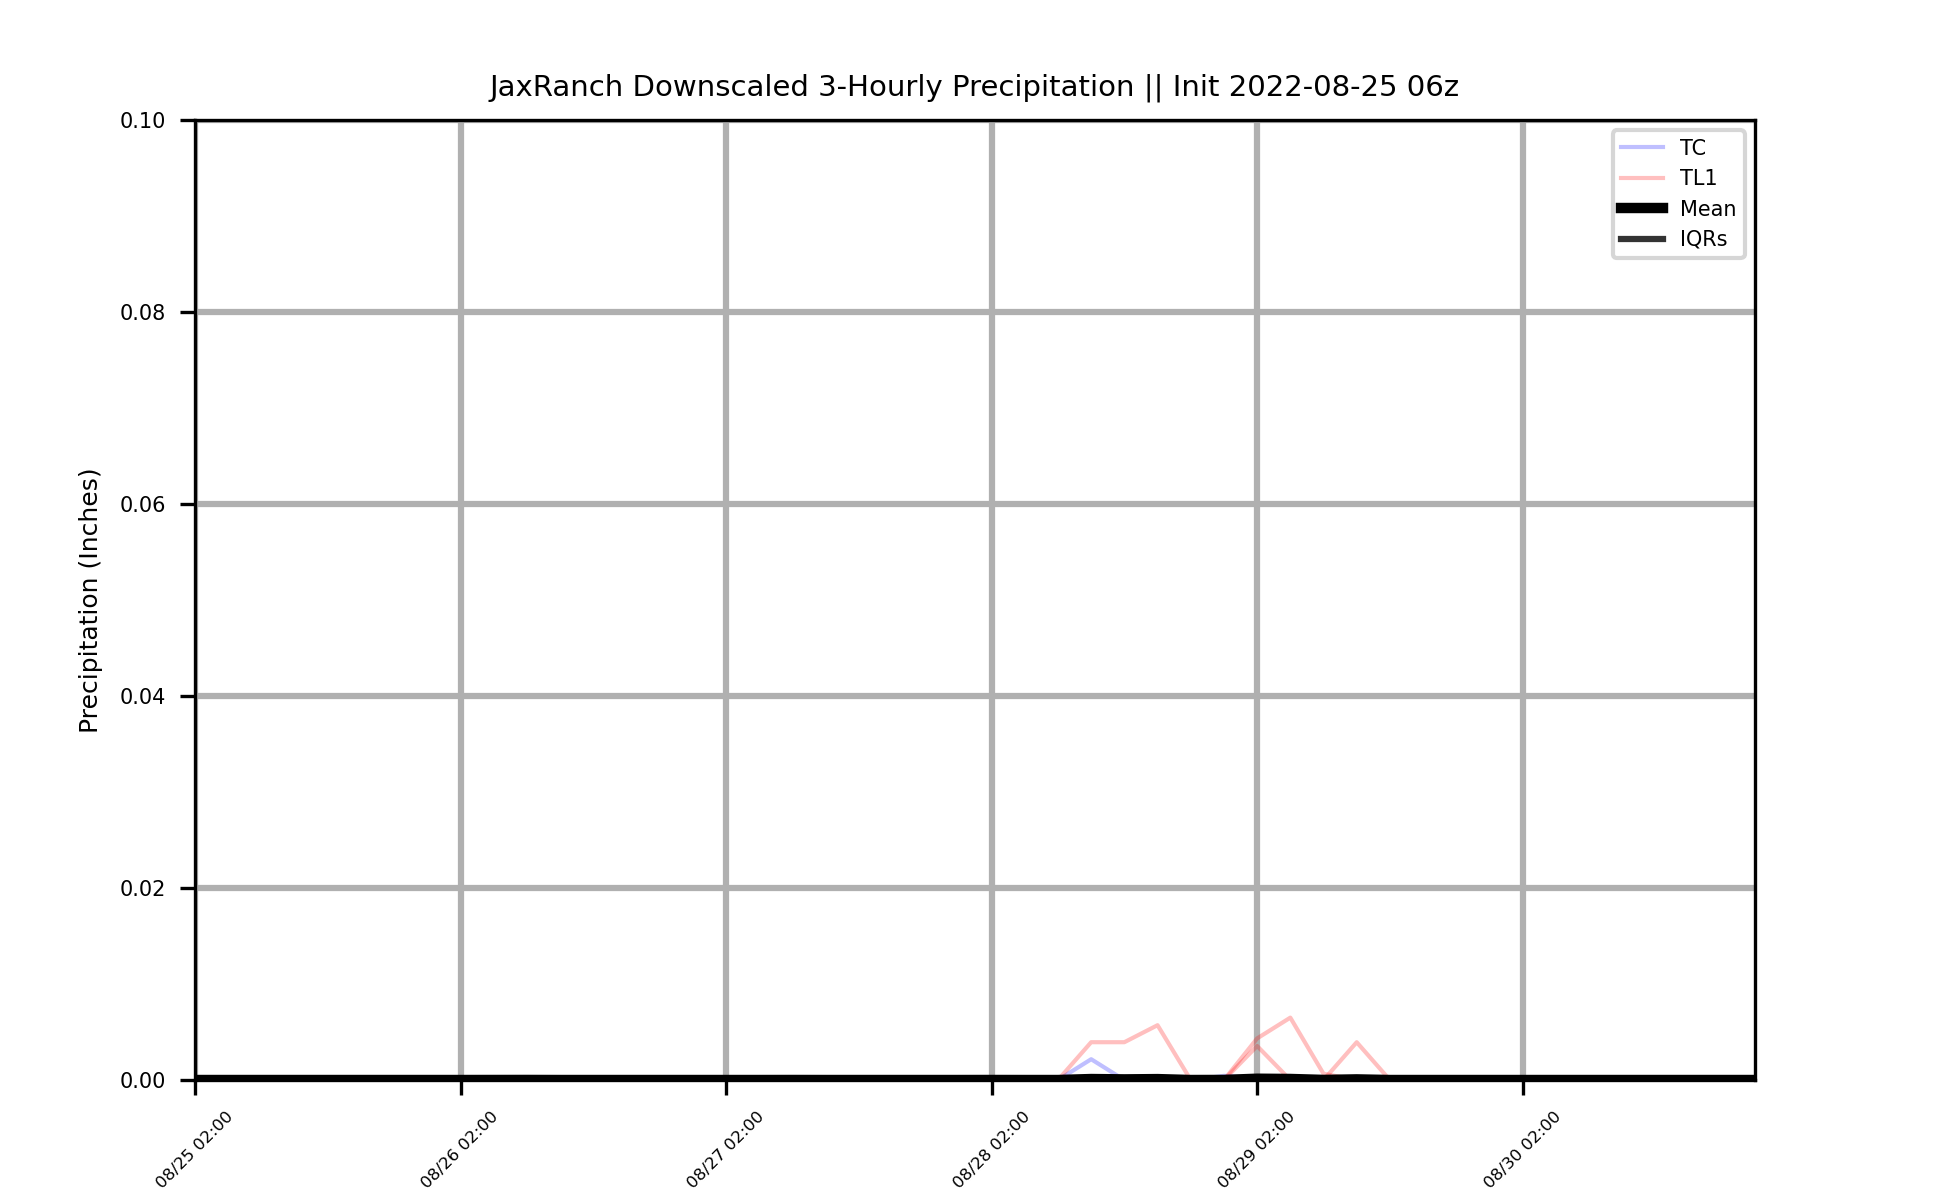 JaxRanch Downscaled 3-Hourly Precipitation || Init 2022-08-25 06z
TC
TL1
Mean
IQRs
Precipitation (Inches)
0.10
0.08
0.06
0.04
0.02
0.00
08/25 02:00
08/26 02:00
08/27 02:00
08/28 02:00
08/29 02:00
08/30 02:00